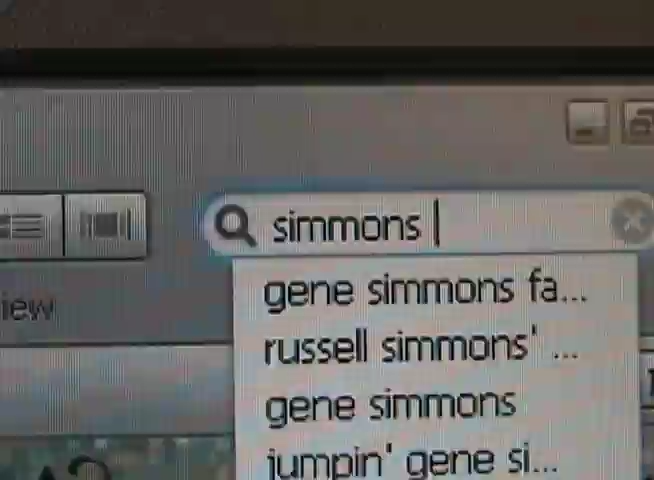 simmons
iew
gene simmons fa...
russell simmons' ...
gene simmons
jumpin' gene si...